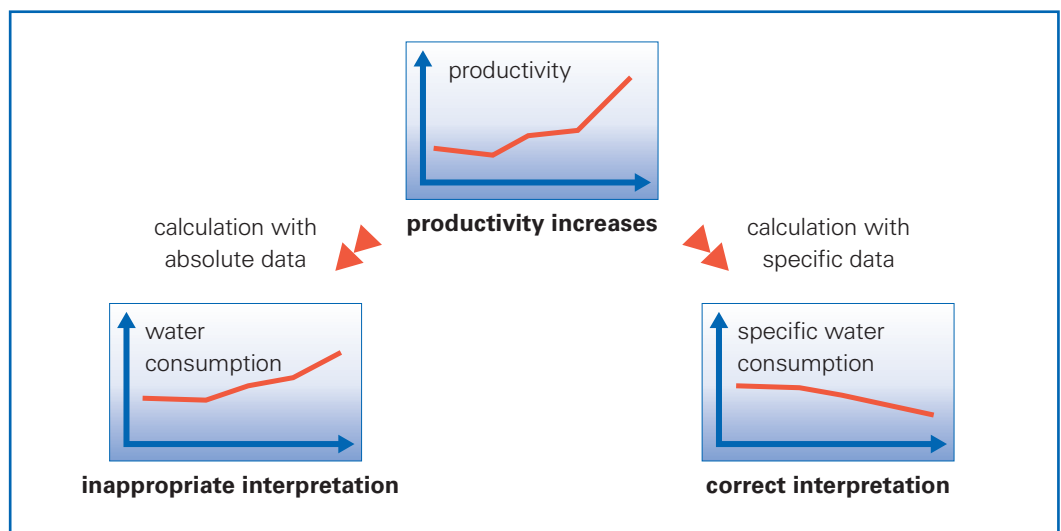 productivity
productivity increases
calculation with
absolute data
calculation with
specific data
water
consumption
inappropriate interpretation
specific water
consumption
correct interpretation